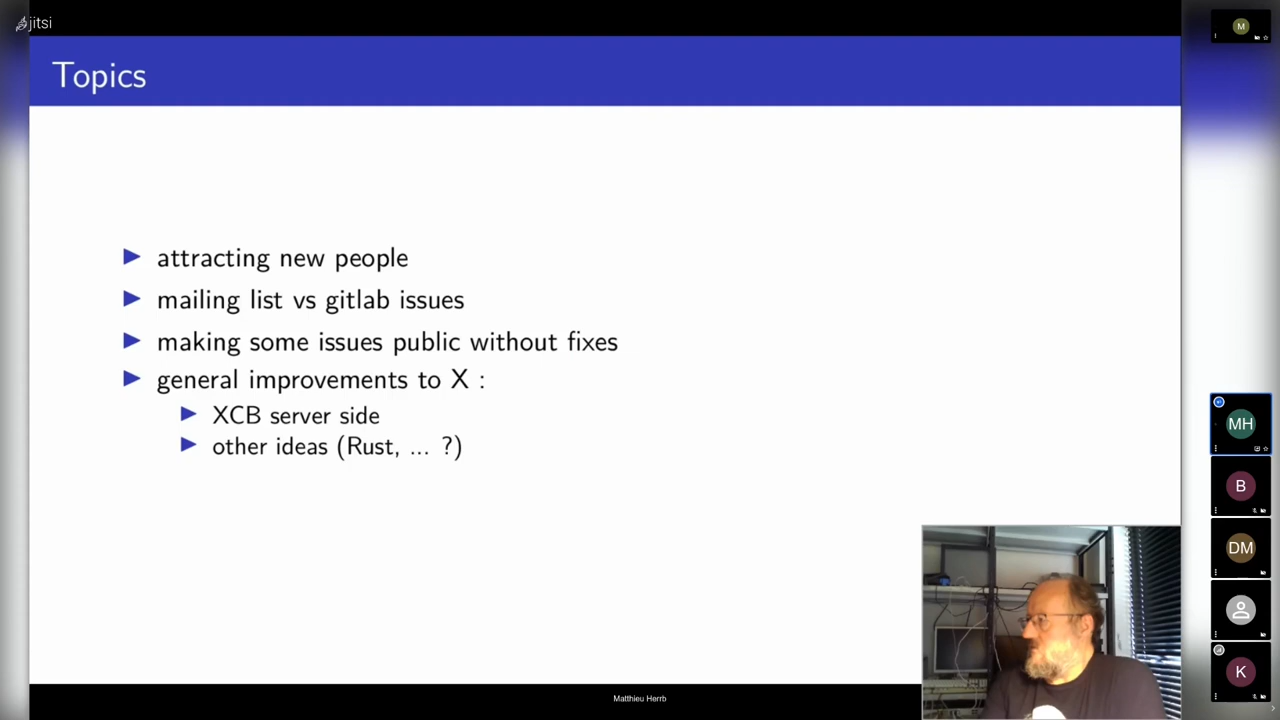 jitsi
M
Topics
attracting new people
mailing list vs gitlab issues
making some issues public without fixes
general improvements to X :
XCB server side
other ideas (Rust, ... ?)
MH
B
DM
K
Matthieu Herrb